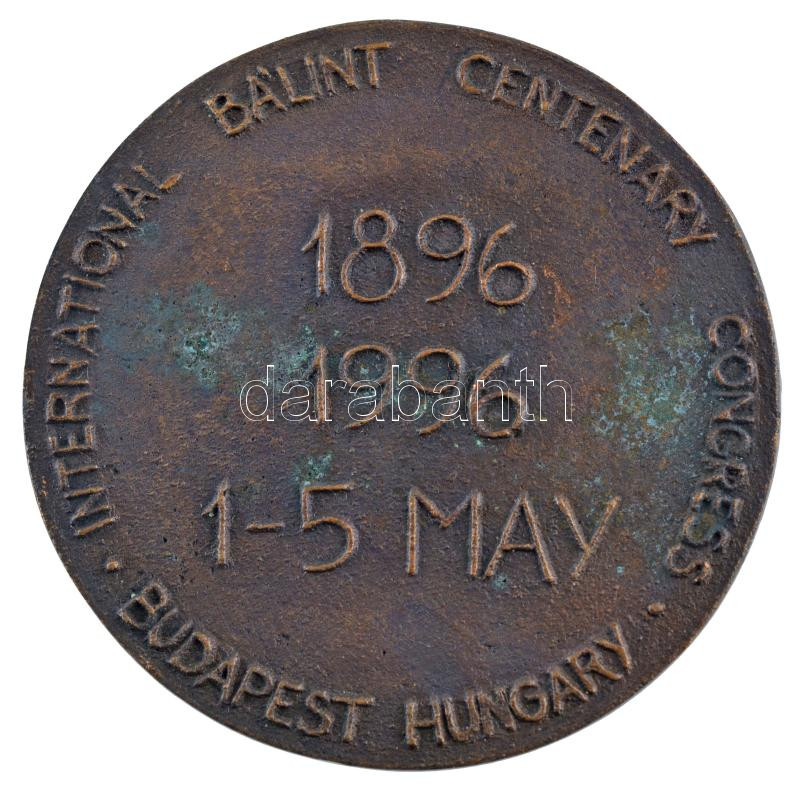 INTERNATIONAL BÁLINT CENTENARY CONGRESS
1896
1996
1-5 MAY
· BUDAPEST HUNGARY ·
darabanth